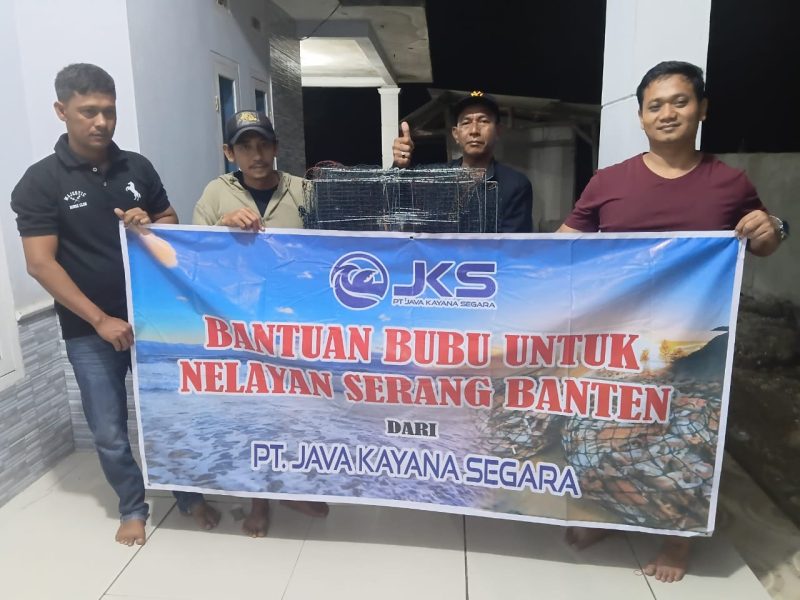 JKS
PT. JAVA KAYANA SEGARA
BANTUAN BUBU UNTUK
NELAYAN SERANG BANTEN
DARI
PT. JAVA KAYANA SEGARA